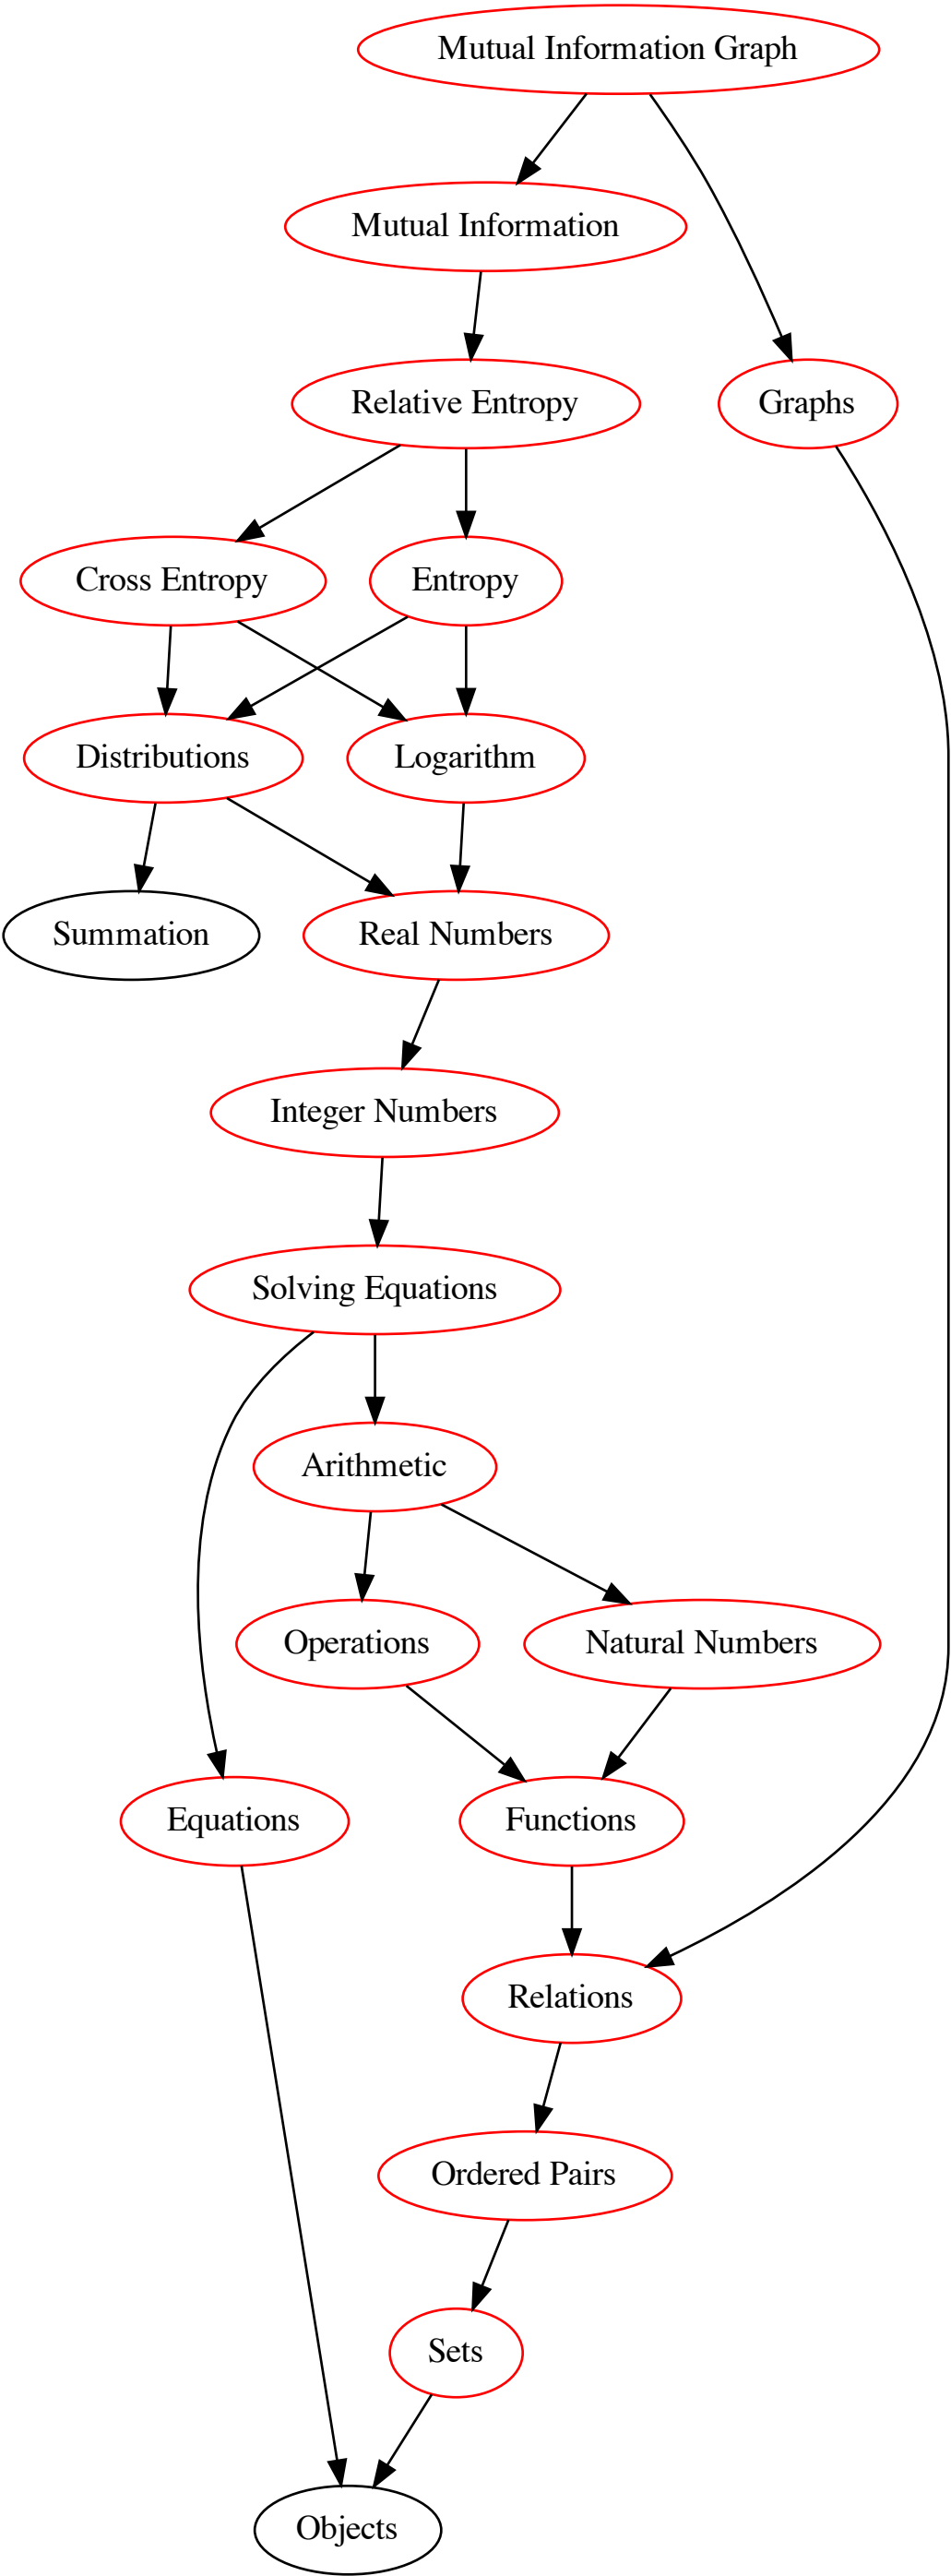 Mutual Information Graph
Mutual Information
Relative Entropy
Graphs
Cross Entropy
Entropy
Distributions
Logarithm
Summation
Real Numbers
Integer Numbers
Solving Equations
Arithmetic
Operations
Natural Numbers
Equations
Functions
Relations
Ordered Pairs
Sets
Objects